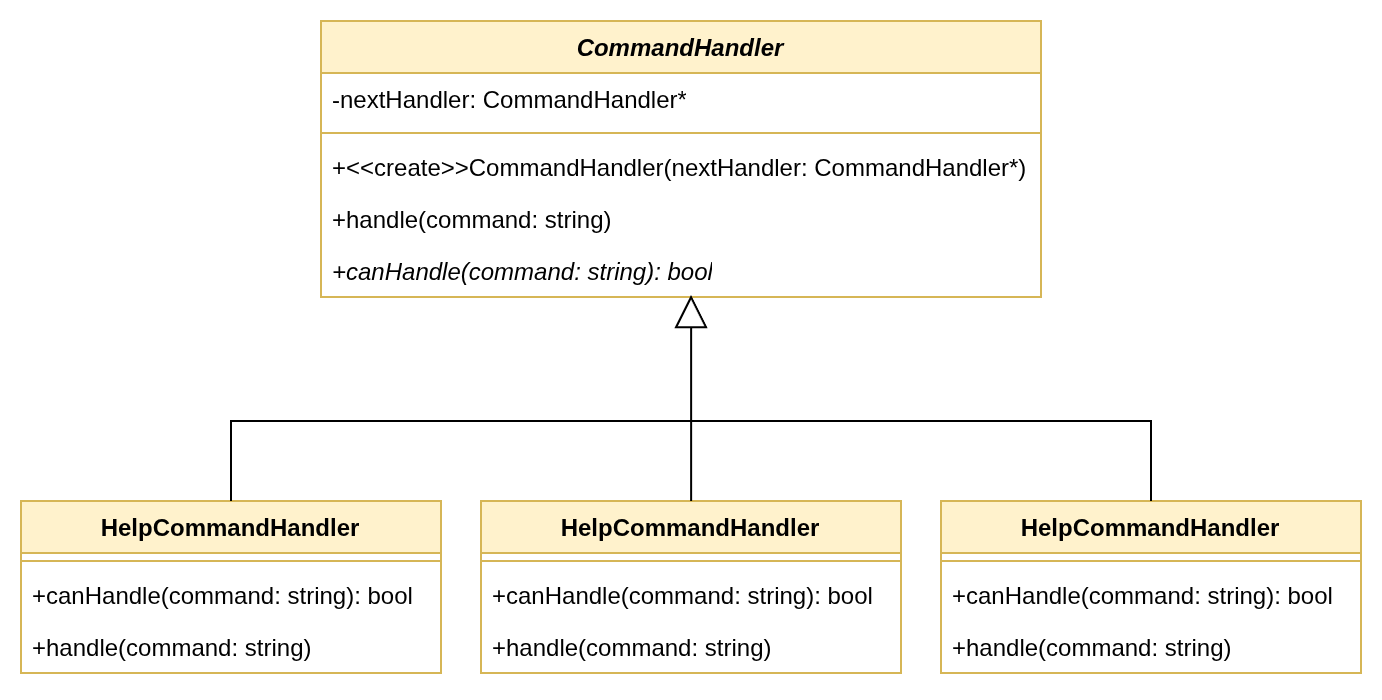 CommandHandler
-nextHandler: CommandHandler*
+<<create>>CommandHandler(nextHandler: CommandHandler*)
+handle(command: string)
+canHandle(command: string): bool
HelpCommandHandler
+canHandle(command: string): bool
+handle(command: string)
HelpCommandHandler
+canHandle(command: string): bool
+handle(command: string)
HelpCommandHandler
+canHandle(command: string): bool
+handle(command: string)